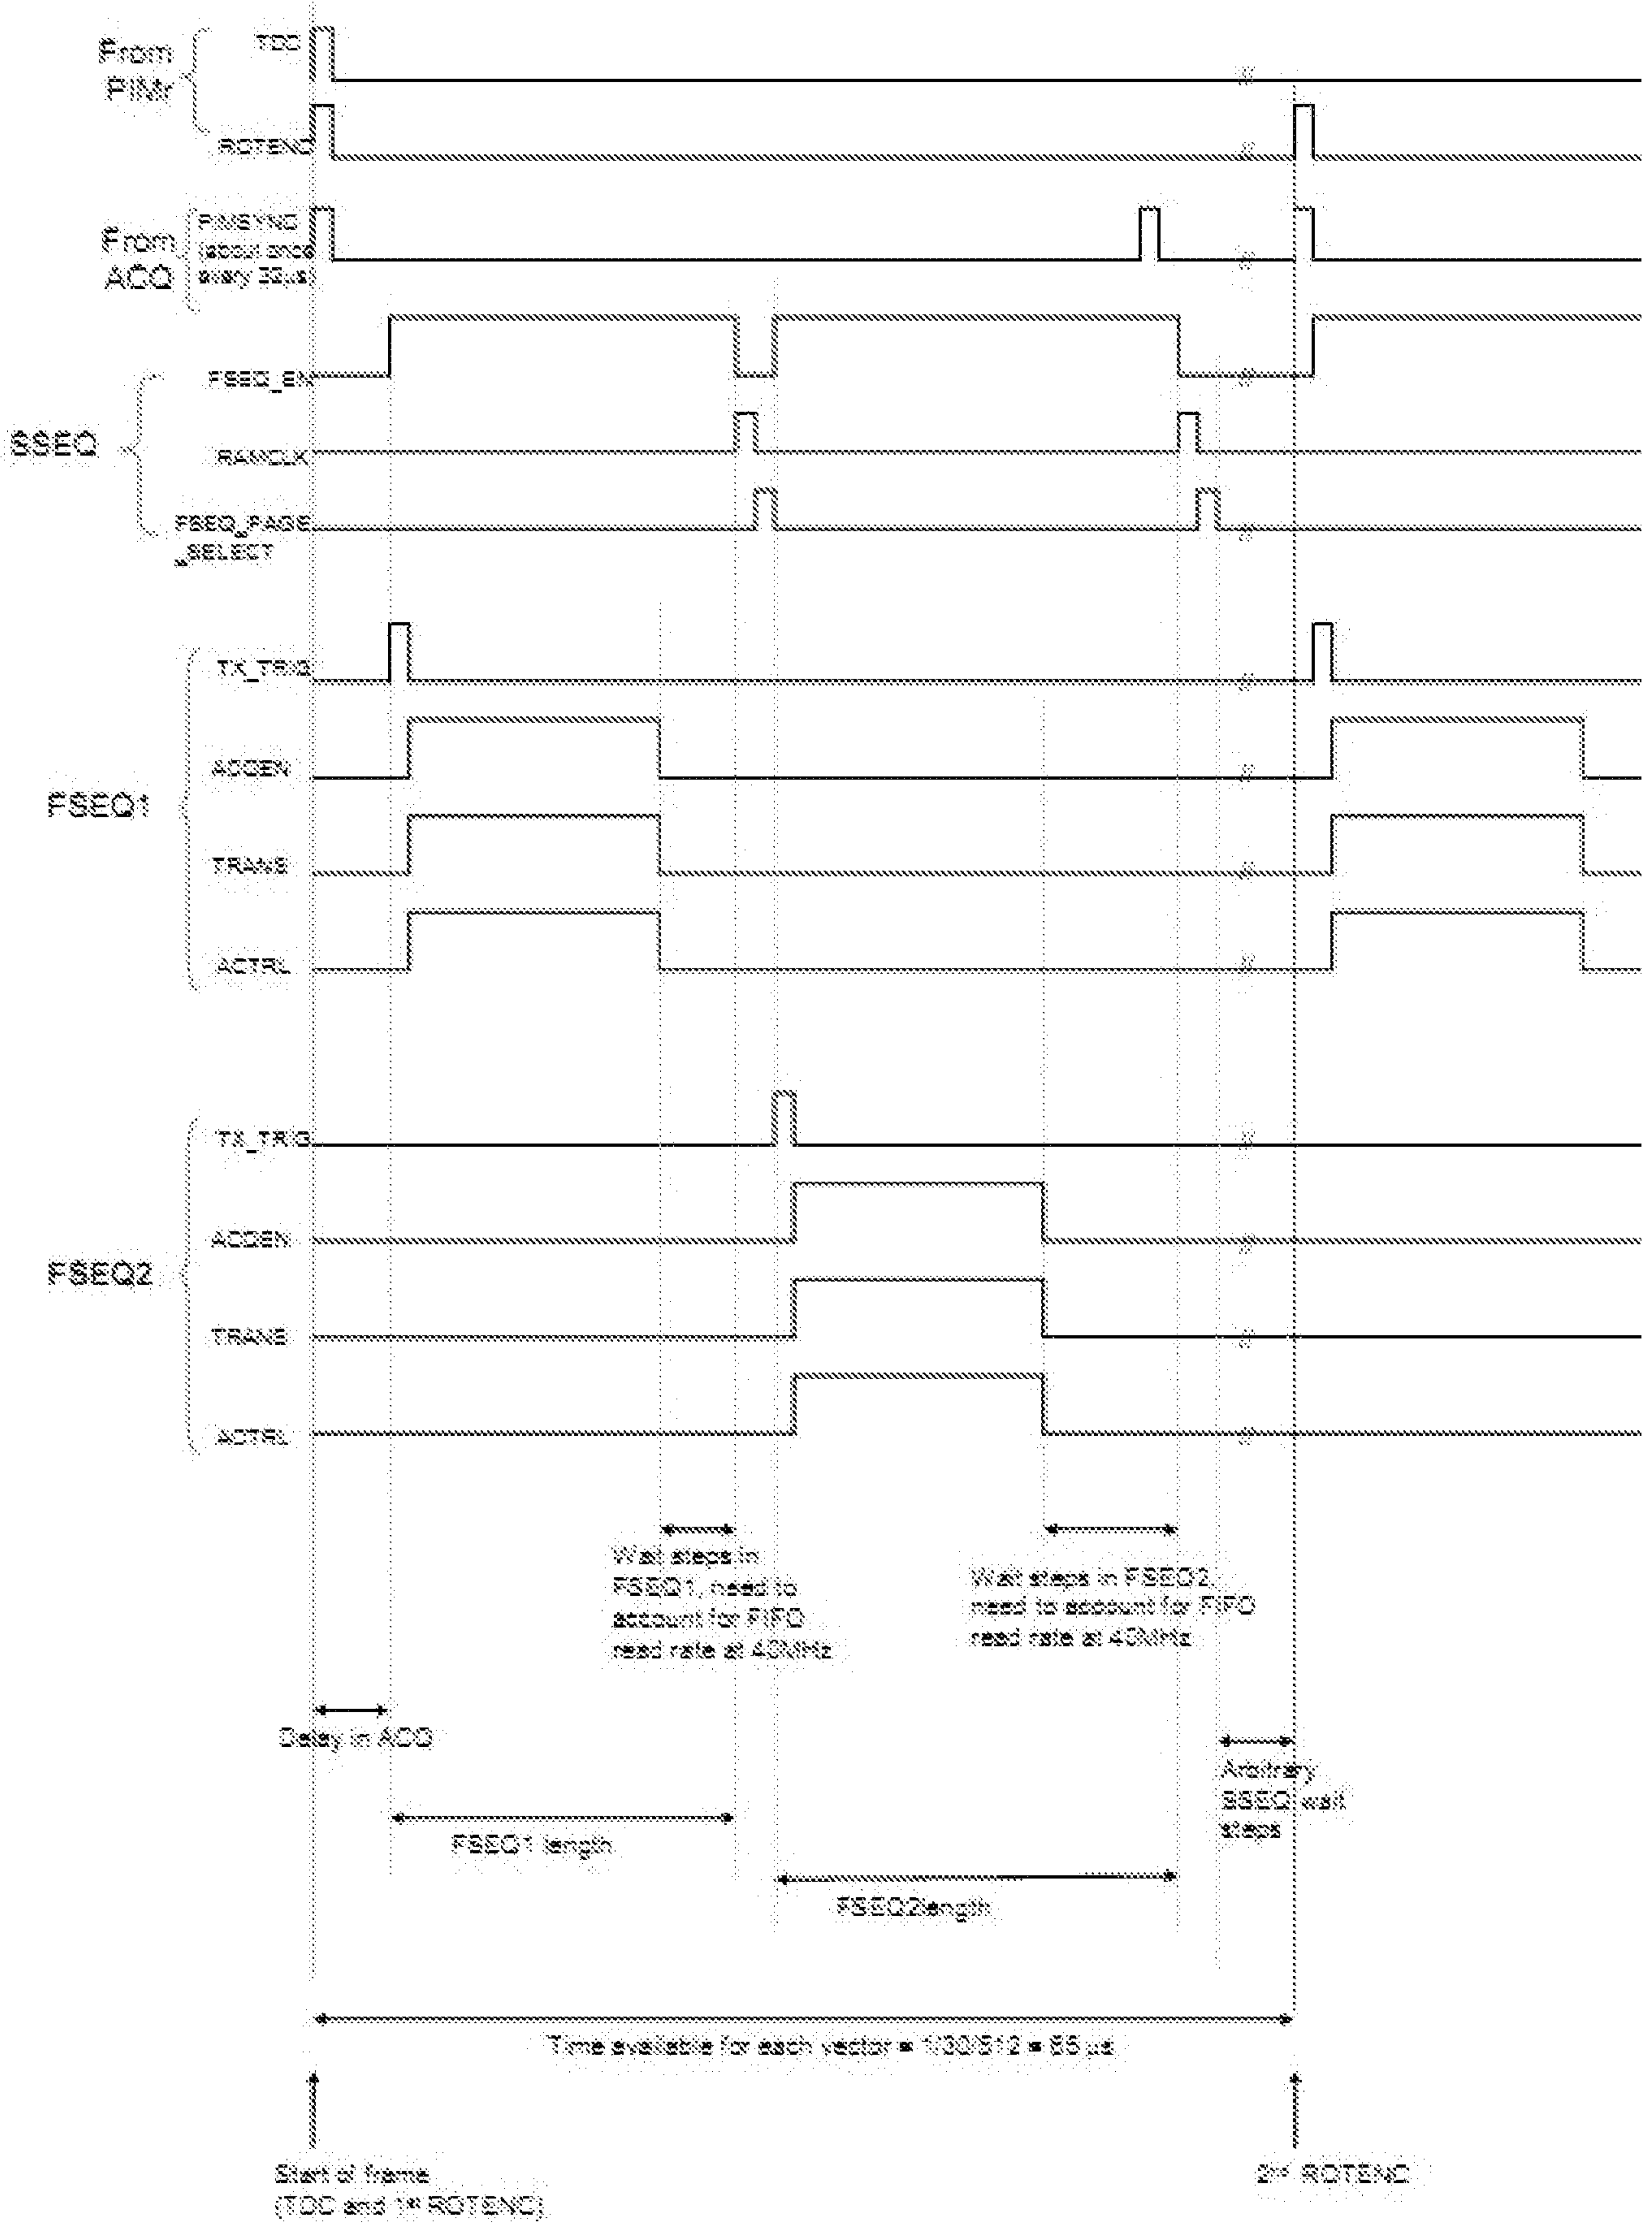 From
PIMr
TDC
ROTENC
From
ACQ
PIMSYNC
(about once
every 32μs)
SSEQ
FSEQ_EN
RAMCLK
FSEQ_PAGE
_SELECT
FSEQ1
TX_TRIG
ACQEN
TRANS
ACTRL
FSEQ2
TX_TRIG
ACQEN
TRANS
ACTRL
Wait steps in
FSEQ1, need to
account for FIFO
read rate at 40MHz
Wait steps in FSEQ2,
need to account for FIFO
read rate at 40MHz
Delay in ACQ
Arbitrary
SSEQ wait
steps
FSEQ1 length
FSEQ2length
Time available for each vector = 1/30/512 = 65 μs
Start of frame
(TDC and 1st ROTENC)
2nd ROTENC